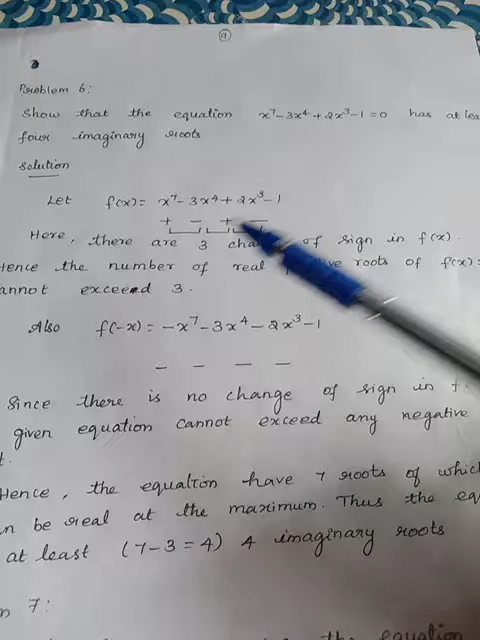 9
Problem 6:
Show that the equation x⁷-3x⁴+2x³-1=0 has at lea
four imaginary roots
Solution
Let f(x)= x⁷-3x⁴+2x³-1
+ - + -
Here, there are 3 chan of sign in f(x).
Hence the number of real ve roots of f(x)=
annot exceed 3.
Also f(-x)=-x⁷-3x⁴-2x³-1
- - - -
Since there is no change of sign in f
given equation cannot exceed any negative
t.
Hence, the equation have 7 roots of which
n be real at the maximum. Thus the eq
at least (7-3=4) 4 imaginary roots
m 7:
the equation